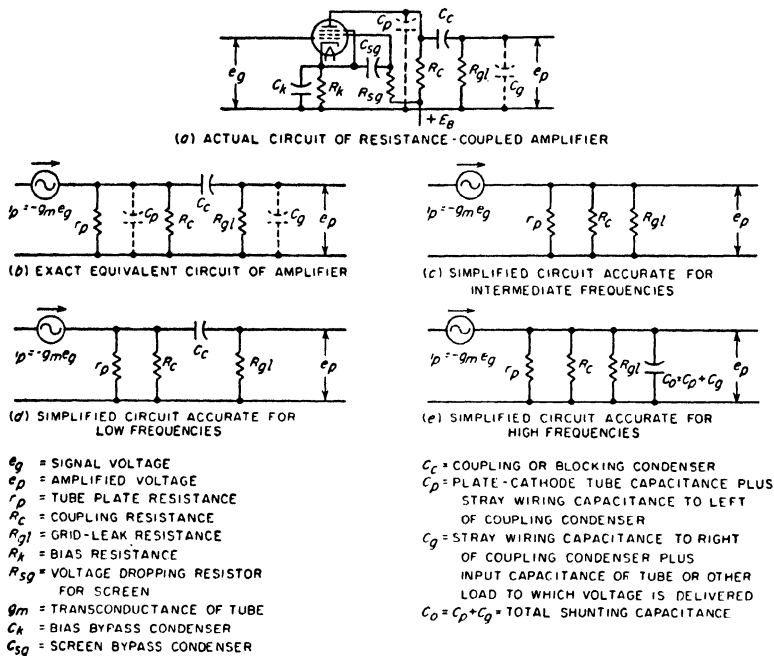 Cp
Cc
eg
Csg
Ck
Rk
Rsg
Rc
Rgl
Cg
ep
+EB
(a) ACTUAL CIRCUIT OF RESISTANCE-COUPLED AMPLIFIER
ip=-gmeg
rp
Cp
Rc
Cc
Rgl
Cg
ep
(b) EXACT EQUIVALENT CIRCUIT OF AMPLIFIER
ip=-gmeg
rp
Rc
Rgl
ep
(c) SIMPLIFIED CIRCUIT ACCURATE FOR
INTERMEDIATE FREQUENCIES
ip=-gmeg
rp
Rc
Cc
Rgl
ep
(d) SIMPLIFIED CIRCUIT ACCURATE FOR
LOW FREQUENCIES
ip=-gmeg
rp
Rc
Rgl
Co=Cp+Cg
ep
(e) SIMPLIFIED CIRCUIT ACCURATE FOR
HIGH FREQUENCIES
eg = SIGNAL VOLTAGE
ep = AMPLIFIED VOLTAGE
rp = TUBE PLATE RESISTANCE
Rc = COUPLING RESISTANCE
Rgl = GRID-LEAK RESISTANCE
Rk = BIAS RESISTANCE
Rsg = VOLTAGE DROPPING RESISTOR
FOR SCREEN
gm = TRANSCONDUCTANCE OF TUBE
Ck = BIAS BYPASS CONDENSER
Csg = SCREEN BYPASS CONDENSER
Cc = COUPLING OR BLOCKING CONDENSER
Cp = PLATE-CATHODE TUBE CAPACITANCE PLUS
STRAY WIRING CAPACITANCE TO LEFT
OF COUPLING CONDENSER
Cg = STRAY WIRING CAPACITANCE TO RIGHT
OF COUPLING CONDENSER PLUS
INPUT CAPACITANCE OF TUBE OR OTHER
LOAD TO WHICH VOLTAGE IS DELIVERED
Co = Cp+Cg = TOTAL SHUNTING CAPACITANCE